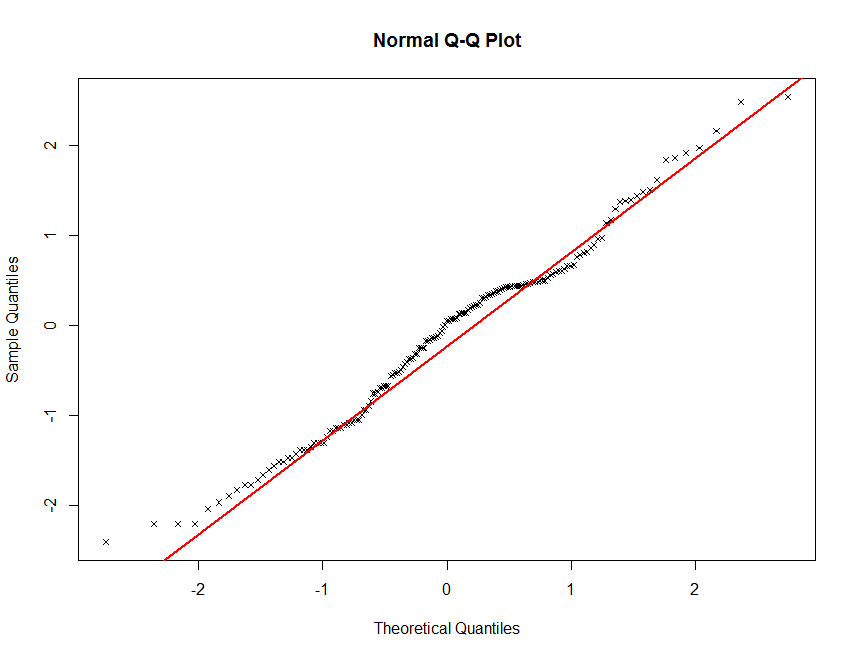 Normal Q-Q Plot
Sample Quantiles
2
1
0
-1
-2
-2 -1 0 1 2
Theoretical Quantiles